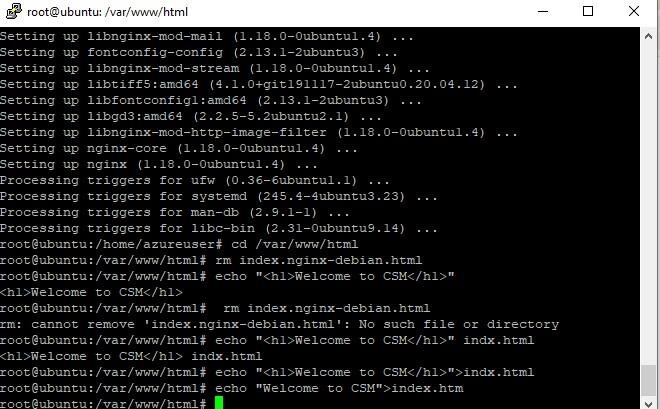 root@ubuntu: /var/www/html
Setting up libnginx-mod-mail (1.18.0-0ubuntu1.4) ...
Setting up fontconfig-config (2.13.1-2ubuntu3) ...
Setting up libnginx-mod-stream (1.18.0-0ubuntu1.4) ...
Setting up libtiff5:amd64 (4.1.0+git191117-2ubuntu0.20.04.12) ...
Setting up libfontconfig1:amd64 (2.13.1-2ubuntu3) ...
Setting up libgd3:amd64 (2.2.5-5.2ubuntu2.1) ...
Setting up libnginx-mod-http-image-filter (1.18.0-0ubuntu1.4) ...
Setting up nginx-core (1.18.0-0ubuntu1.4) ...
Setting up nginx (1.18.0-0ubuntu1.4) ...
Processing triggers for ufw (0.36-6ubuntu1.1) ...
Processing triggers for systemd (245.4-4ubuntu3.23) ...
Processing triggers for man-db (2.9.1-1) ...
Processing triggers for libc-bin (2.31-0ubuntu9.14) ...
root@ubuntu:/home/azureuser# cd /var/www/html
root@ubuntu:/var/www/html# rm index.nginx-debian.html
root@ubuntu:/var/www/html# echo "<h1>Welcome to CSM</h1>"
<h1>Welcome to CSM</h1>
root@ubuntu:/var/www/html#  rm index.nginx-debian.html
rm: cannot remove 'index.nginx-debian.html': No such file or directory
root@ubuntu:/var/www/html# echo "<h1>Welcome to CSM</h1>" indx.html
<h1>Welcome to CSM</h1> indx.html
root@ubuntu:/var/www/html# echo "<h1>Welcome to CSM</h1>">indx.html
root@ubuntu:/var/www/html# echo "Welcome to CSM">index.htm
root@ubuntu:/var/www/html#